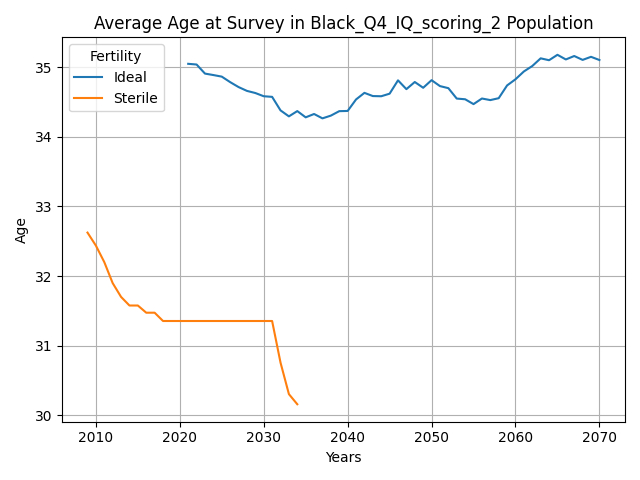 Average Age at Survey in Black_Q4_IQ_scoring_2 Population
Fertility
Ideal
Sterile
Age
35
34
33
32
31
30
2010 2020 2030 2040 2050 2060 2070
Years